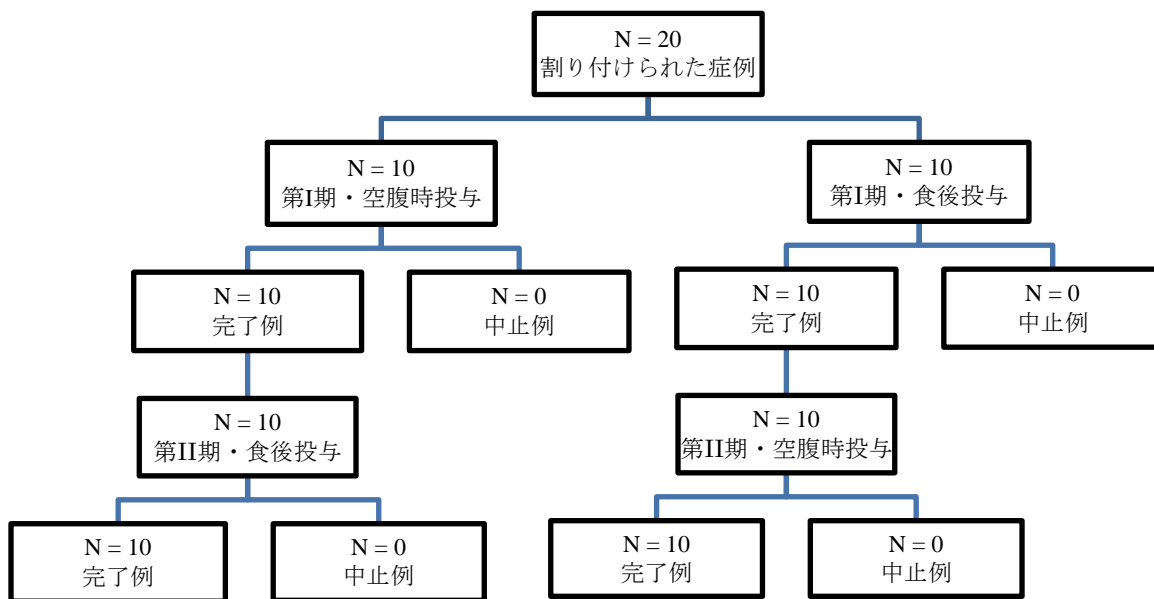 N = 20
割り付けられた症例
N = 10
第I期・空腹時投与
N = 10
第I期・食後投与
N = 10
完了例
N = 0
中止例
N = 10
完了例
N = 0
中止例
N = 10
第II期・食後投与
N = 10
第II期・空腹時投与
N = 10
完了例
N = 0
中止例
N = 10
完了例
N = 0
中止例